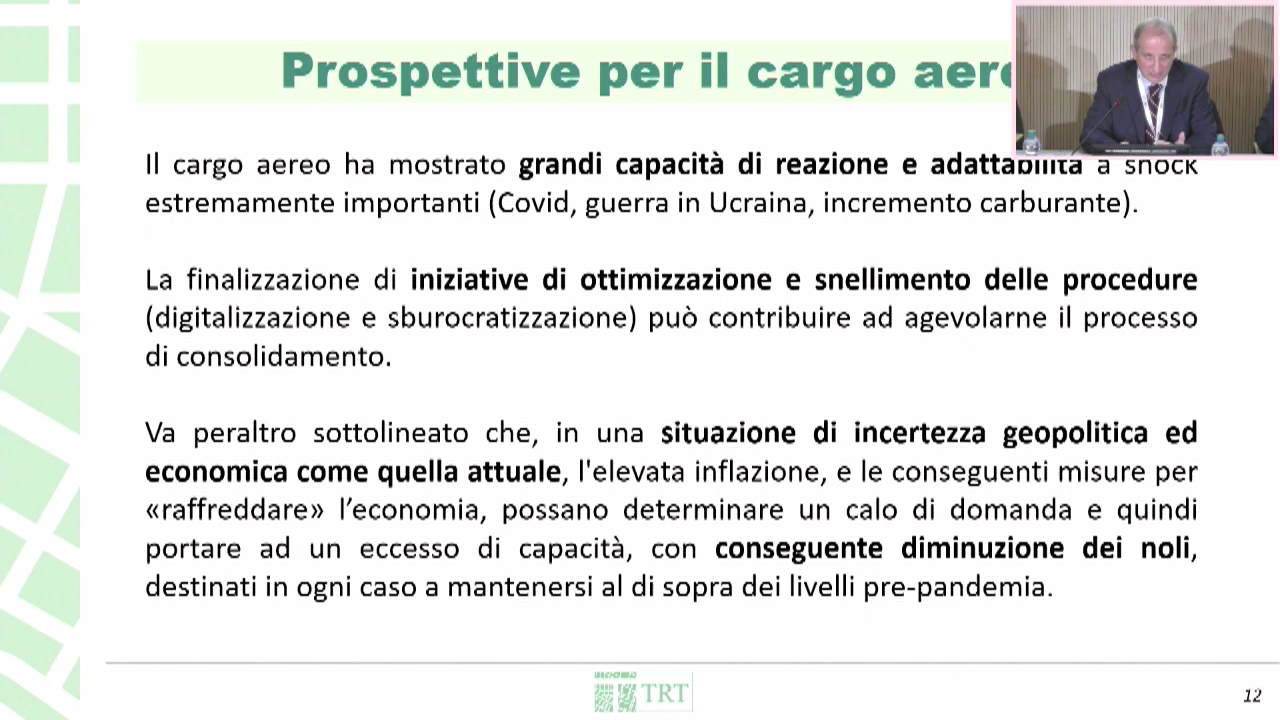 Prospettive per il cargo aereo
Il cargo aereo ha mostrato grandi capacità di reazione e adattabilità a shock
estremamente importanti (Covid, guerra in Ucraina, incremento carburante).
La finalizzazione di iniziative di ottimizzazione e snellimento delle procedure
(digitalizzazione e sburocratizzazione) può contribuire ad agevolarne il processo
di consolidamento.
Va peraltro sottolineato che, in una situazione di incertezza geopolitica ed
economica come quella attuale, l'elevata inflazione, e le conseguenti misure per
«raffreddare» l’economia, possano determinare un calo di domanda e quindi
portare ad un eccesso di capacità, con conseguente diminuzione dei noli,
destinati in ogni caso a mantenersi al di sopra dei livelli pre-pandemia.
TRT
12